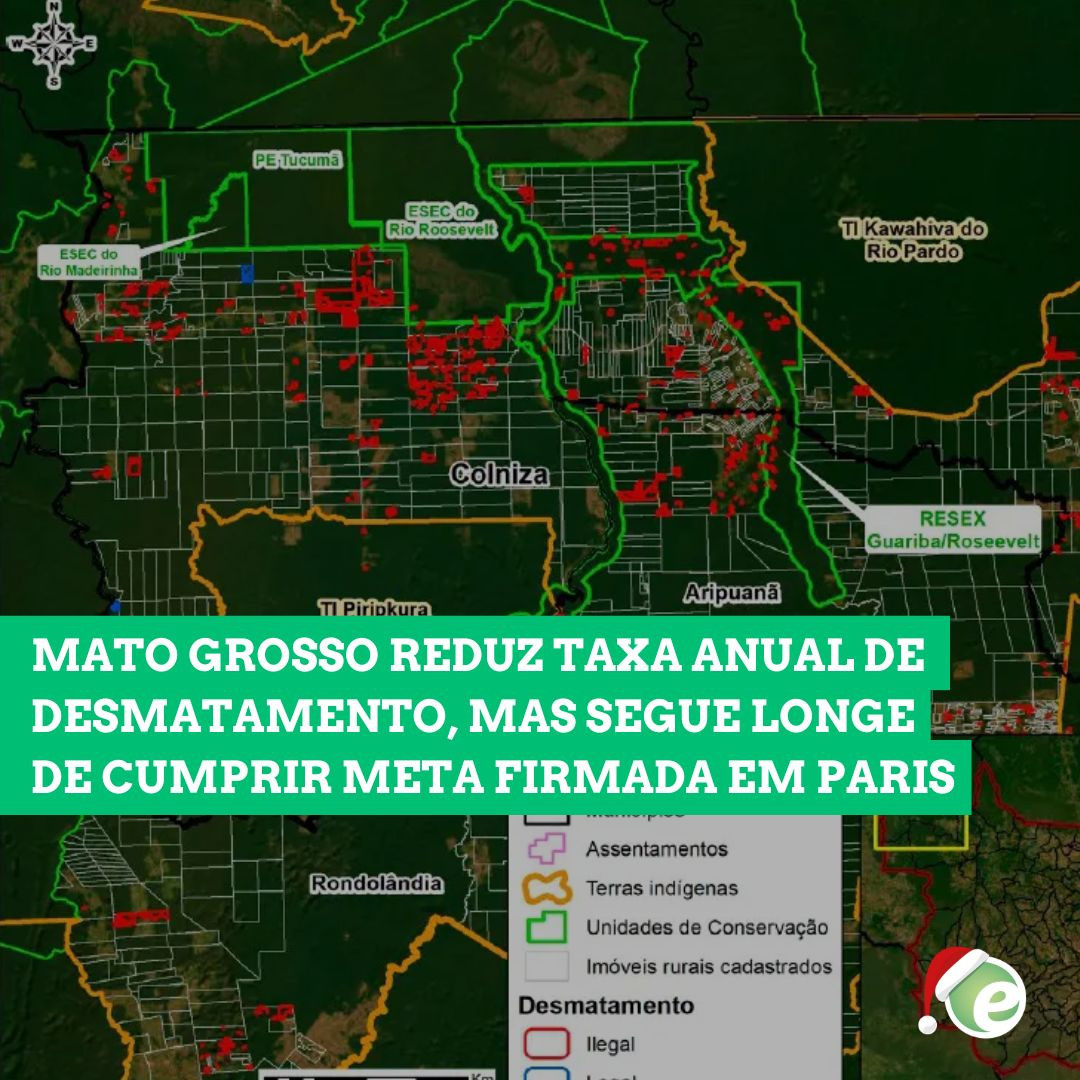 N
W E
S
PE Tucumã
ESEC do
Rio Roosevelt
TI Kawahiva do
Rio Pardo
ESEC do
Rio Madeirinha
Colniza
RESEX
Guariba/Roseevelt
Aripuanã
TI Piripkura
MATO GROSSO REDUZ TAXA ANUAL DE
DESMATAMENTO, MAS SEGUE LONGE
DE CUMPRIR META FIRMADA EM PARIS
Rondolândia
Assentamentos
Terras indígenas
Unidades de Conservação
Imóveis rurais cadastrados
Desmatamento
Ilegal
Km
e